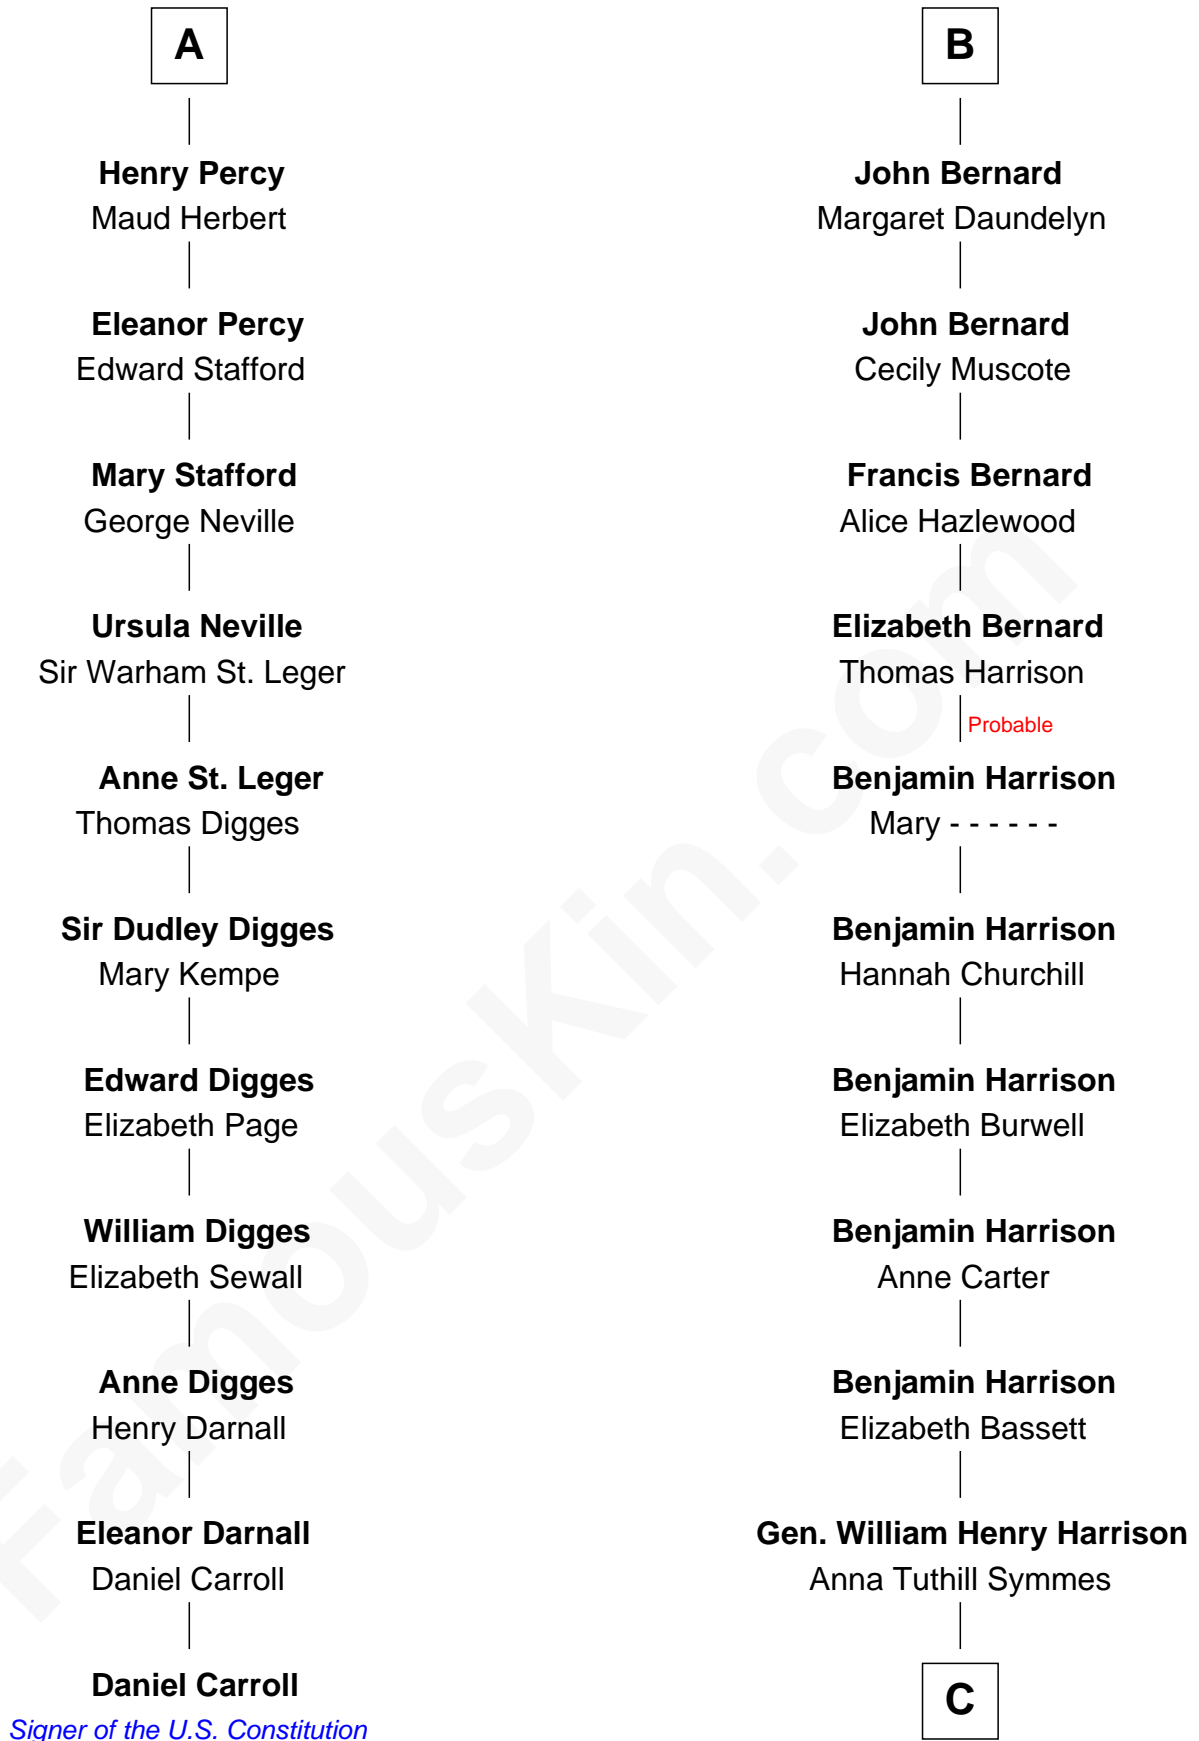 A
Henry Percy
Maud Herbert
Eleanor Percy
Edward Stafford
Mary Stafford
George Neville
Ursula Neville
Sir Warham St. Leger
Anne St. Leger
Thomas Digges
Sir Dudley Digges
Mary Kempe
Edward Digges
Elizabeth Page
William Digges
Elizabeth Sewall
Anne Digges
Henry Darnall
Eleanor Darnall
Daniel Carroll
Daniel Carroll
Signer of the U.S. Constitution
B
John Bernard
Margaret Daundelyn
John Bernard
Cecily Muscote
Francis Bernard
Alice Hazlewood
Elizabeth Bernard
Thomas Harrison
Probable
Benjamin Harrison
Mary - - - - - -
Benjamin Harrison
Hannah Churchill
Benjamin Harrison
Elizabeth Burwell
Benjamin Harrison
Anne Carter
Benjamin Harrison
Elizabeth Bassett
Gen. William Henry Harrison
Anna Tuthill Symmes
C
FamousKin.com